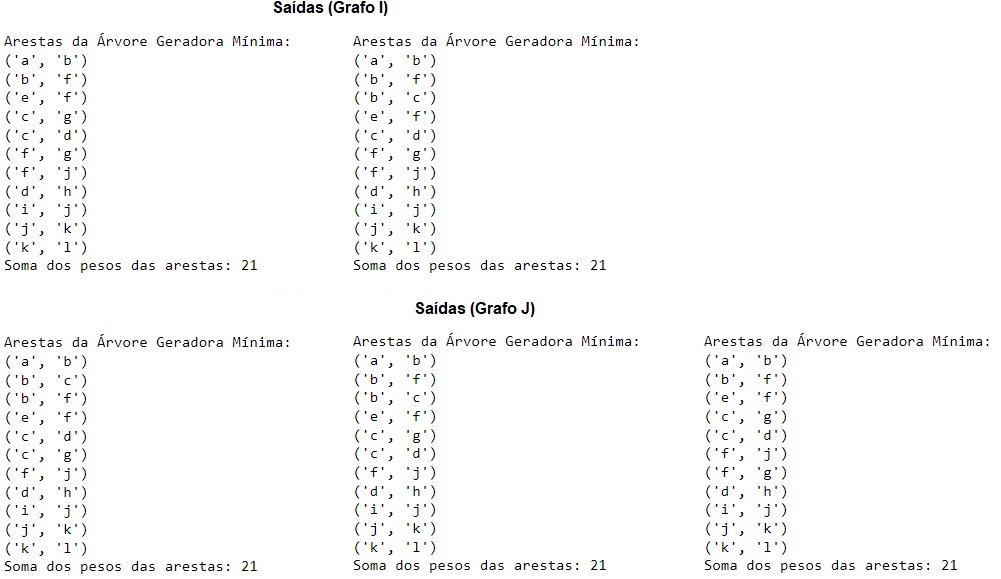 Saídas (Grafo I)
Arestas da Árvore Geradora Mínima:
('a', 'b')
('b', 'f')
('e', 'f')
('c', 'g')
('c', 'd')
('f', 'g')
('f', 'j')
('d', 'h')
('i', 'j')
('j', 'k')
('k', 'l')
Soma dos pesos das arestas: 21
Arestas da Árvore Geradora Mínima:
('a', 'b')
('b', 'f')
('b', 'c')
('e', 'f')
('c', 'd')
('f', 'g')
('f', 'j')
('d', 'h')
('i', 'j')
('j', 'k')
('k', 'l')
Soma dos pesos das arestas: 21
Saídas (Grafo J)
Arestas da Árvore Geradora Mínima:
('a', 'b')
('b', 'c')
('b', 'f')
('e', 'f')
('c', 'd')
('c', 'g')
('f', 'j')
('d', 'h')
('i', 'j')
('j', 'k')
('k', 'l')
Soma dos pesos das arestas: 21
Arestas da Árvore Geradora Mínima:
('a', 'b')
('b', 'f')
('b', 'c')
('e', 'f')
('c', 'g')
('c', 'd')
('f', 'j')
('d', 'h')
('i', 'j')
('j', 'k')
('k', 'l')
Soma dos pesos das arestas: 21
Arestas da Árvore Geradora Mínima:
('a', 'b')
('b', 'f')
('e', 'f')
('c', 'g')
('c', 'd')
('f', 'j')
('f', 'g')
('d', 'h')
('i', 'j')
('j', 'k')
('k', 'l')
Soma dos pesos das arestas: 21